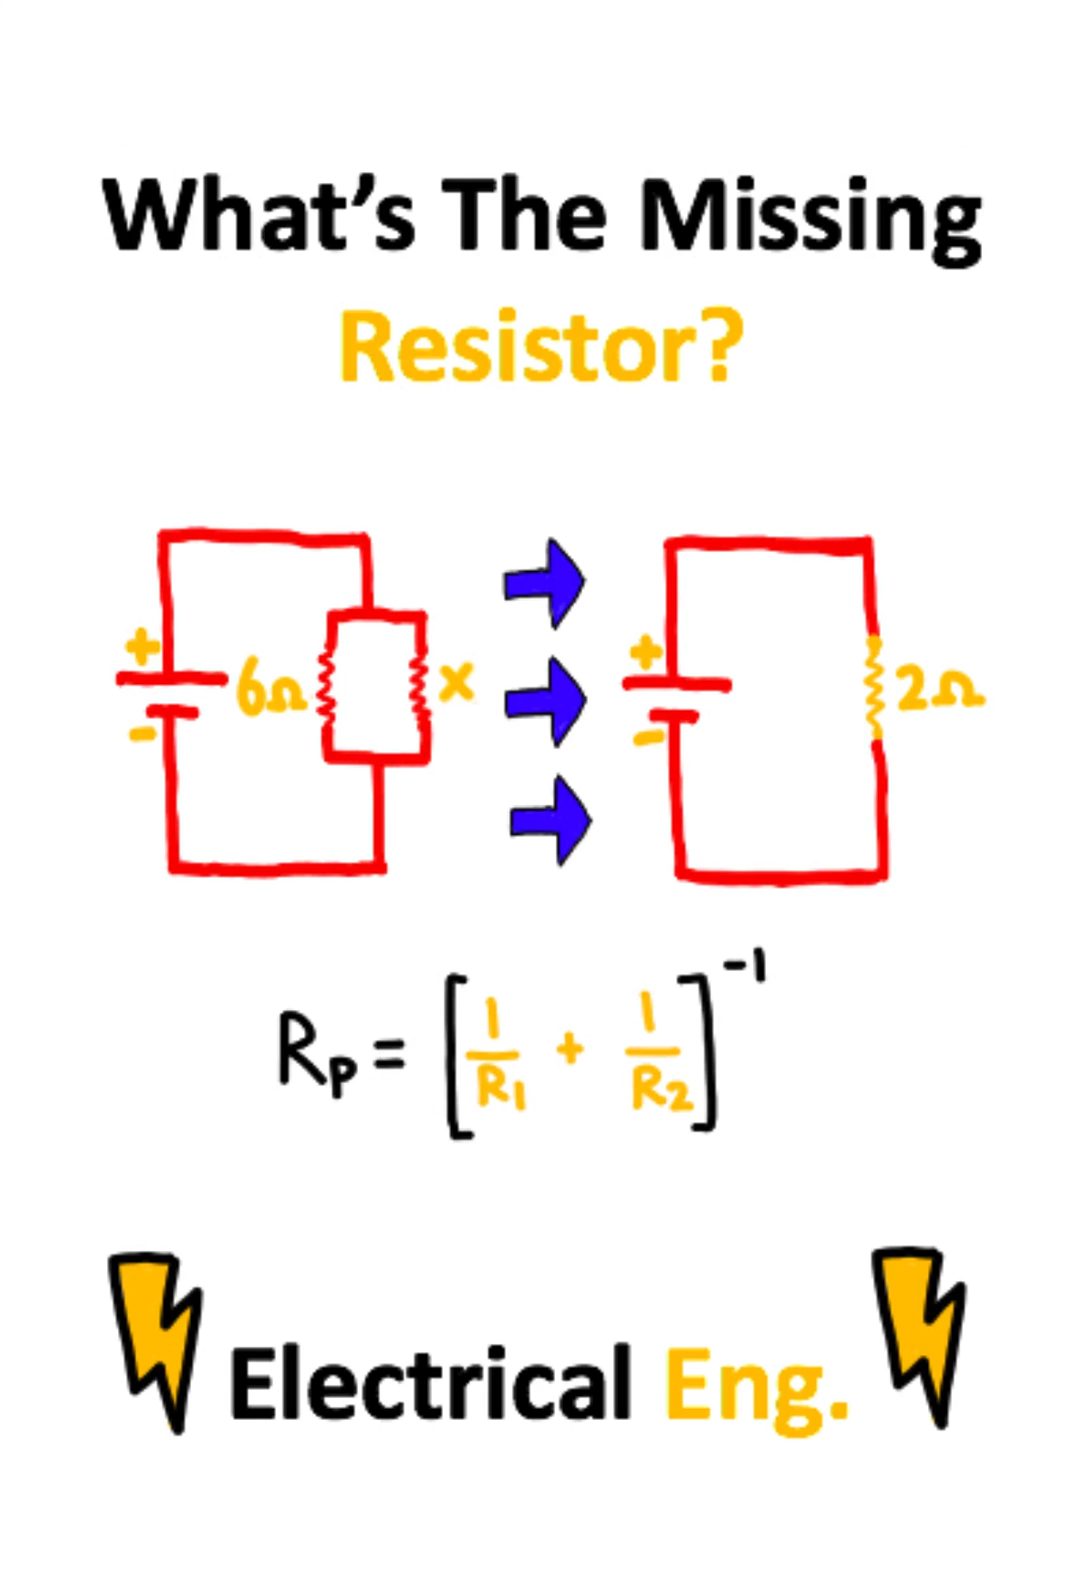 What's The Missing
Resistor?
+
6Ω
x
-
+
2Ω
-
Rp = [1/R1 + 1/R2]^-1
Electrical Eng.